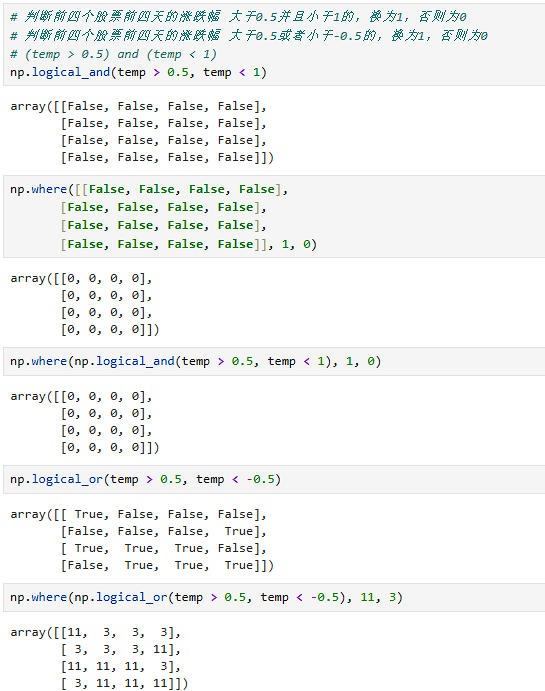 # 判断前四个股票前四天的涨跌幅 大于0.5并且小于1的，换为1，否则为0
# 判断前四个股票前四天的涨跌幅 大于0.5或者小于-0.5的，换为1，否则为0
# (temp > 0.5) and (temp < 1)
np.logical_and(temp > 0.5, temp < 1)
array([[False, False, False, False],
       [False, False, False, False],
       [False, False, False, False],
       [False, False, False, False]])
np.where([[False, False, False, False],
       [False, False, False, False],
       [False, False, False, False],
       [False, False, False, False]], 1, 0)
array([[0, 0, 0, 0],
       [0, 0, 0, 0],
       [0, 0, 0, 0],
       [0, 0, 0, 0]])
np.where(np.logical_and(temp > 0.5, temp < 1), 1, 0)
array([[0, 0, 0, 0],
       [0, 0, 0, 0],
       [0, 0, 0, 0],
       [0, 0, 0, 0]])
np.logical_or(temp > 0.5, temp < -0.5)
array([[ True, False, False, False],
       [False, False, False,  True],
       [ True,  True,  True, False],
       [False,  True,  True,  True]])
np.where(np.logical_or(temp > 0.5, temp < -0.5), 11, 3)
array([[11,  3,  3,  3],
       [ 3,  3,  3, 11],
       [11, 11, 11,  3],
       [ 3, 11, 11, 11]])